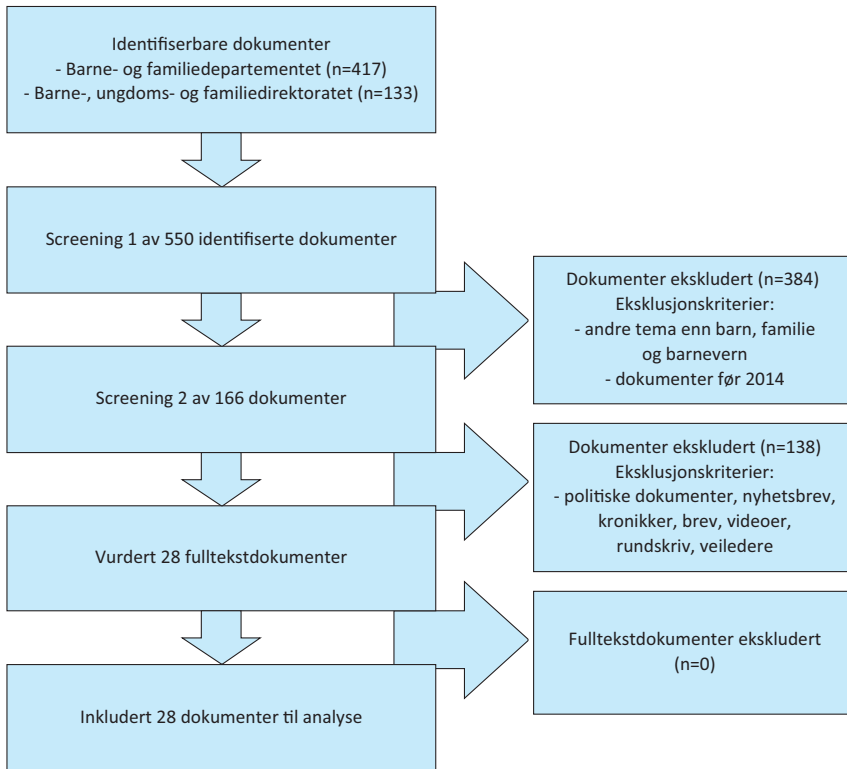 Identifiserbare dokumenter
- Barne- og familiedepartementet (n=417)
- Barne-, ungdoms- og familiedirektoratet (n=133)
Screening 1 av 550 identifiserte dokumenter
Dokumenter ekskludert (n=384)
Eksklusjonskriterier:
- andre tema enn barn, familie
og barnevern
- dokumenter før 2014
Screening 2 av 166 dokumenter
Dokumenter ekskludert (n=138)
Eksklusjonskriterier:
- politiske dokumenter, nyhetsbrev,
kronikker, brev, videoer,
rundskriv, veiledere
Vurdert 28 fulltekstdokumenter
Fulltekstdokumenter ekskludert
(n=0)
Inkludert 28 dokumenter til analyse